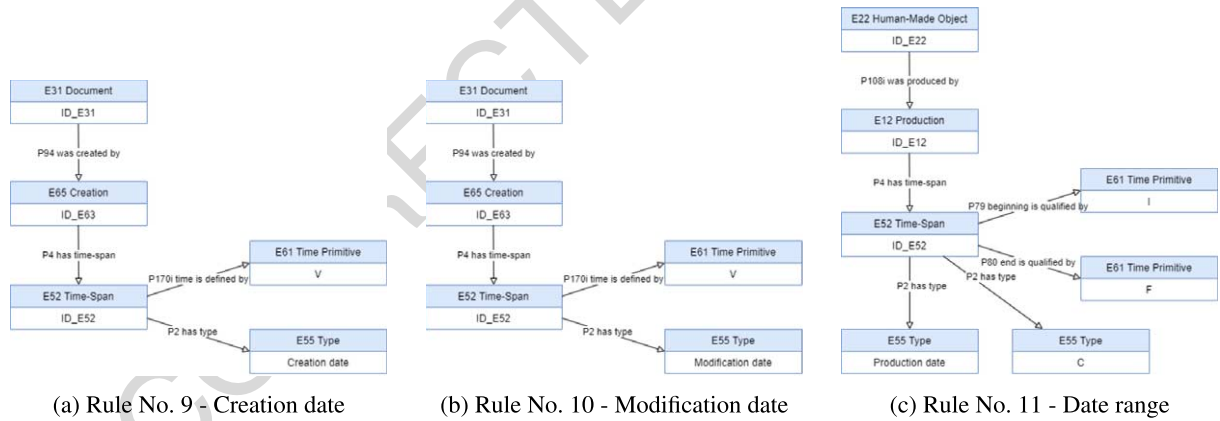 E31 Document
ID_E31
P94 was created by
E65 Creation
ID_E63
P4 has time-span
E52 Time-Span
ID_E52
P170i time is defined by
E61 Time Primitive
V
P2 has type
E55 Type
Creation date
(a) Rule No. 9 - Creation date
E31 Document
ID_E31
P94 was created by
E65 Creation
ID_E63
P4 has time-span
E52 Time-Span
ID_E52
P170i time is defined by
E61 Time Primitive
V
P2 has type
E55 Type
Modification date
(b) Rule No. 10 - Modification date
E22 Human-Made Object
ID_E22
P108i was produced by
E12 Production
ID_E12
P4 has time-span
E52 Time-Span
ID_E52
P79 beginning is qualified by
E61 Time Primitive
I
P80 end is qualified by
E61 Time Primitive
F
P2 has type
E55 Type
Production date
P2 has type
E55 Type
C
(c) Rule No. 11 - Date range